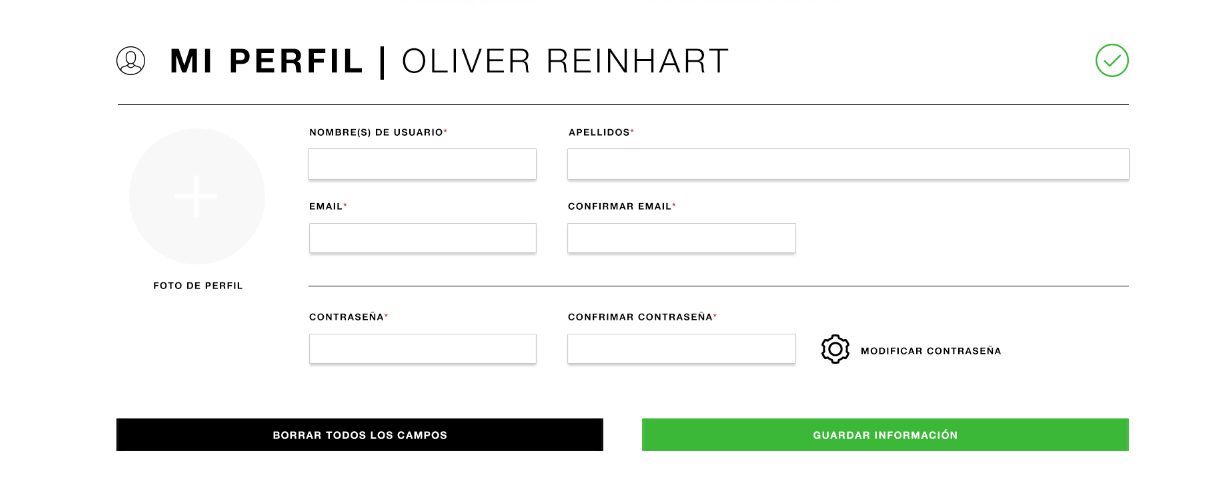 MI PERFIL | OLIVER REINHART
NOMBRE(S) DE USUARIO*
APELLIDOS*
EMAIL*
CONFIRMAR EMAIL*
FOTO DE PERFIL
CONTRASEÑA*
CONFRIMAR CONTRASEÑA*
MODIFICAR CONTRASEÑA
BORRAR TODOS LOS CAMPOS
GUARDAR INFORMACIÓN